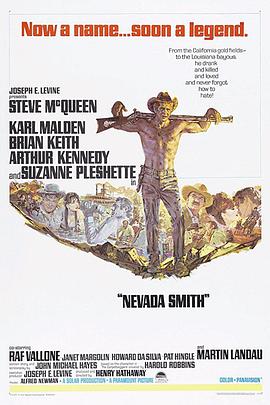 Now a name...soon a legend.
From the California gold fields-
to the Louisiana bayous
he drank
and killed
and loved
and never forgot
how to
hate!
JOSEPH E. LEVINE
presents
STEVE McQUEEN
KARL MALDEN
BRIAN KEITH
ARTHUR KENNEDY
and SUZANNE PLESHETTE
in
"NEVADA SMITH"
co-starring
RAF VALLONE JANET MARGOLIN HOWARD DA SILVA PAT HINGLE
and
MARTIN LANDAU
JOHN MICHAEL HAYES
HAROLD ROBBINS
JOSEPH E. LEVINE
HENRY HATHAWAY
ALFRED NEWMAN · A SOLAR PRODUCTION · A PARAMOUNT PICTURE
COLOR · PANAVISION®